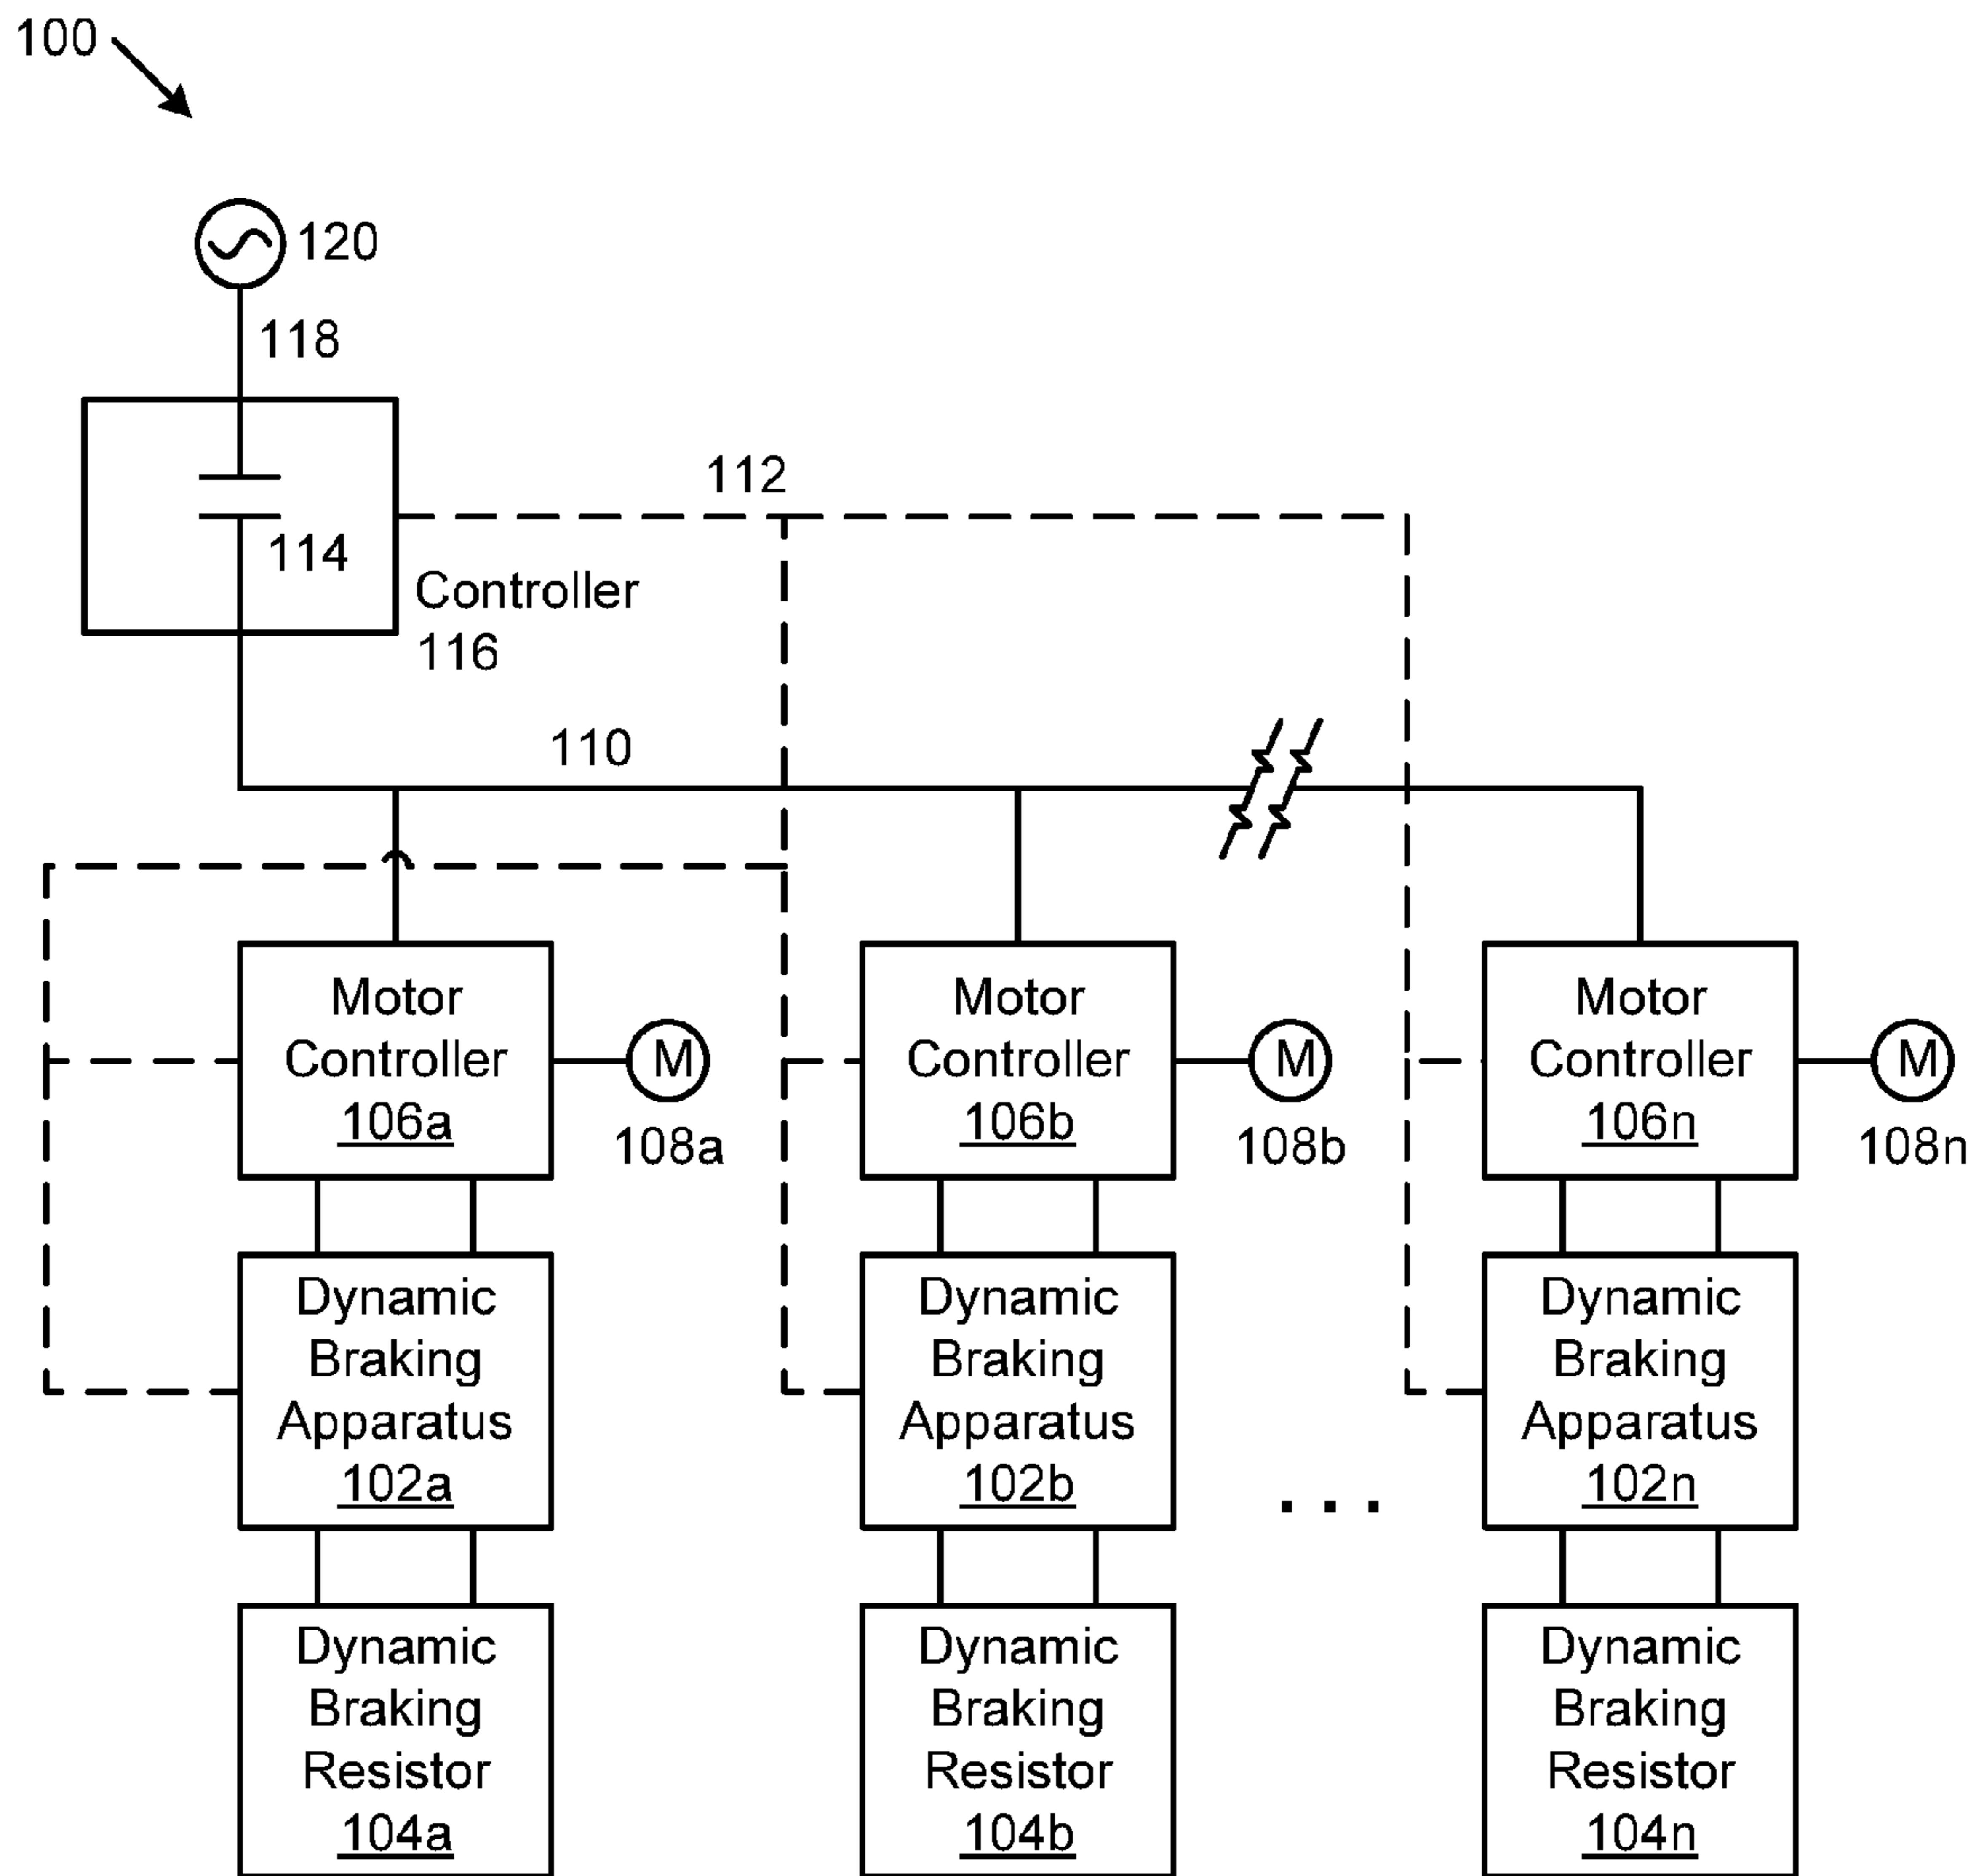 100
120
118
112
114
Controller
116
110
Motor
Controller
106a
M
108a
Motor
Controller
106b
M
108b
Motor
Controller
106n
M
108n
Dynamic
Braking
Apparatus
102a
Dynamic
Braking
Apparatus
102b
. . .
Dynamic
Braking
Apparatus
102n
Dynamic
Braking
Resistor
104a
Dynamic
Braking
Resistor
104b
Dynamic
Braking
Resistor
104n